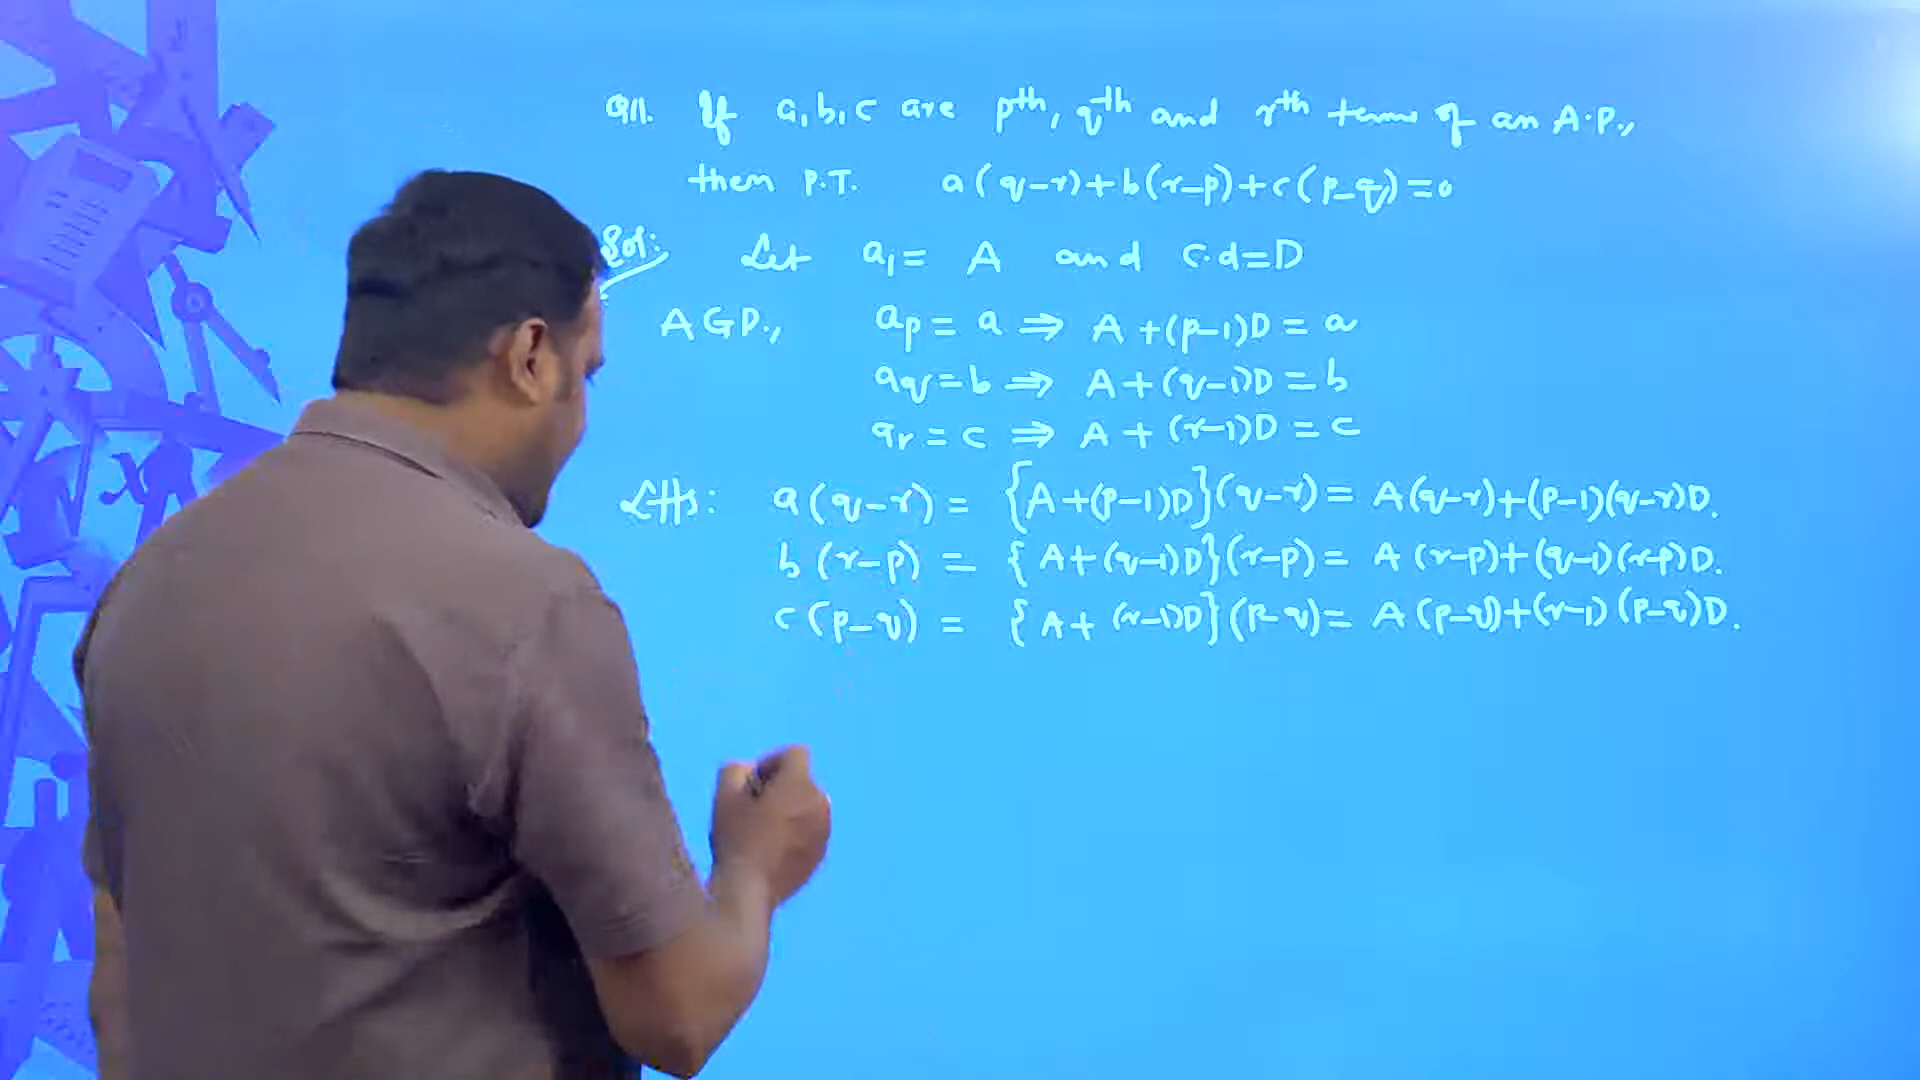 Q11. If a, b, c are pth, qth and rth terms of an A.P.,
then P.T. a(q-r)+b(r-p)+c(p-q)=0
Sol: Let a₁ = A and c.d=D
AGP., aₚ = a ⇒ A+(p-1)D = a
a_q = b ⇒ A+(q-1)D = b
aᵣ = c ⇒ A+(r-1)D = c
LHS: a(q-r) = {A+(p-1)D}(q-r) = A(q-r)+(p-1)(q-r)D.
b(r-p) = {A+(q-1)D}(r-p) = A(r-p)+(q-1)(r-p)D.
c(p-q) = {A+(r-1)D}(p-q) = A(p-q)+(r-1)(p-q)D.